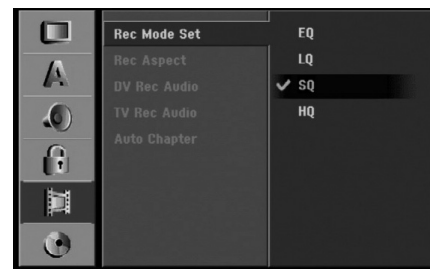 Rec Mode Set
Rec Aspect
DV Rec Audio
TV Rec Audio
Auto Chapter
EQ
LQ
SQ
HQ